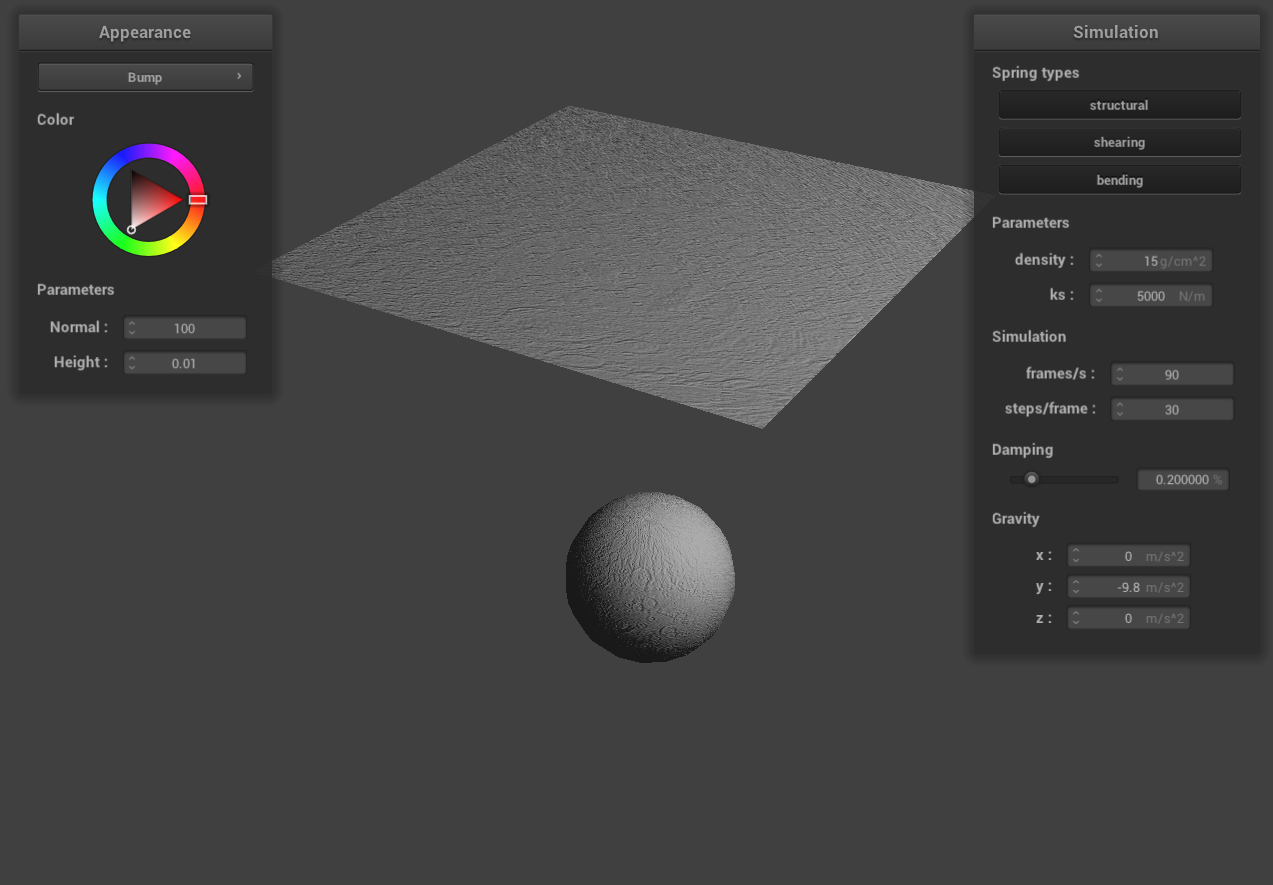 Appearance
Bump ›
Color
Parameters
Normal : 100
Height : 0.01
Simulation
Spring types
structural
shearing
bending
Parameters
density : 15 g/cm^2
ks : 5000 N/m
Simulation
frames/s : 90
steps/frame : 30
Damping
0.200000 %
Gravity
x : 0 m/s^2
y : -9.8 m/s^2
z : 0 m/s^2